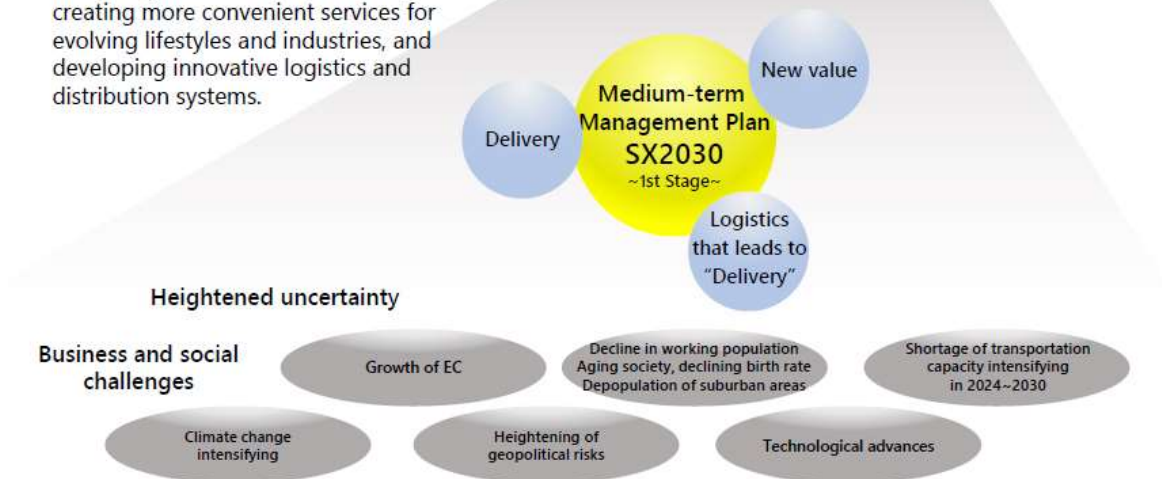 creating more convenient services for
evolving lifestyles and industries, and
developing innovative logistics and
distribution systems.
New value
Medium-term
Management Plan
SX2030
~1st Stage~
Delivery
Logistics
that leads to
“Delivery”
Heightened uncertainty
Business and social
challenges
Growth of EC
Decline in working population
Aging society, declining birth rate
Depopulation of suburban areas
Shortage of transportation
capacity intensifying
in 2024~2030
Climate change
intensifying
Heightening of
geopolitical risks
Technological advances